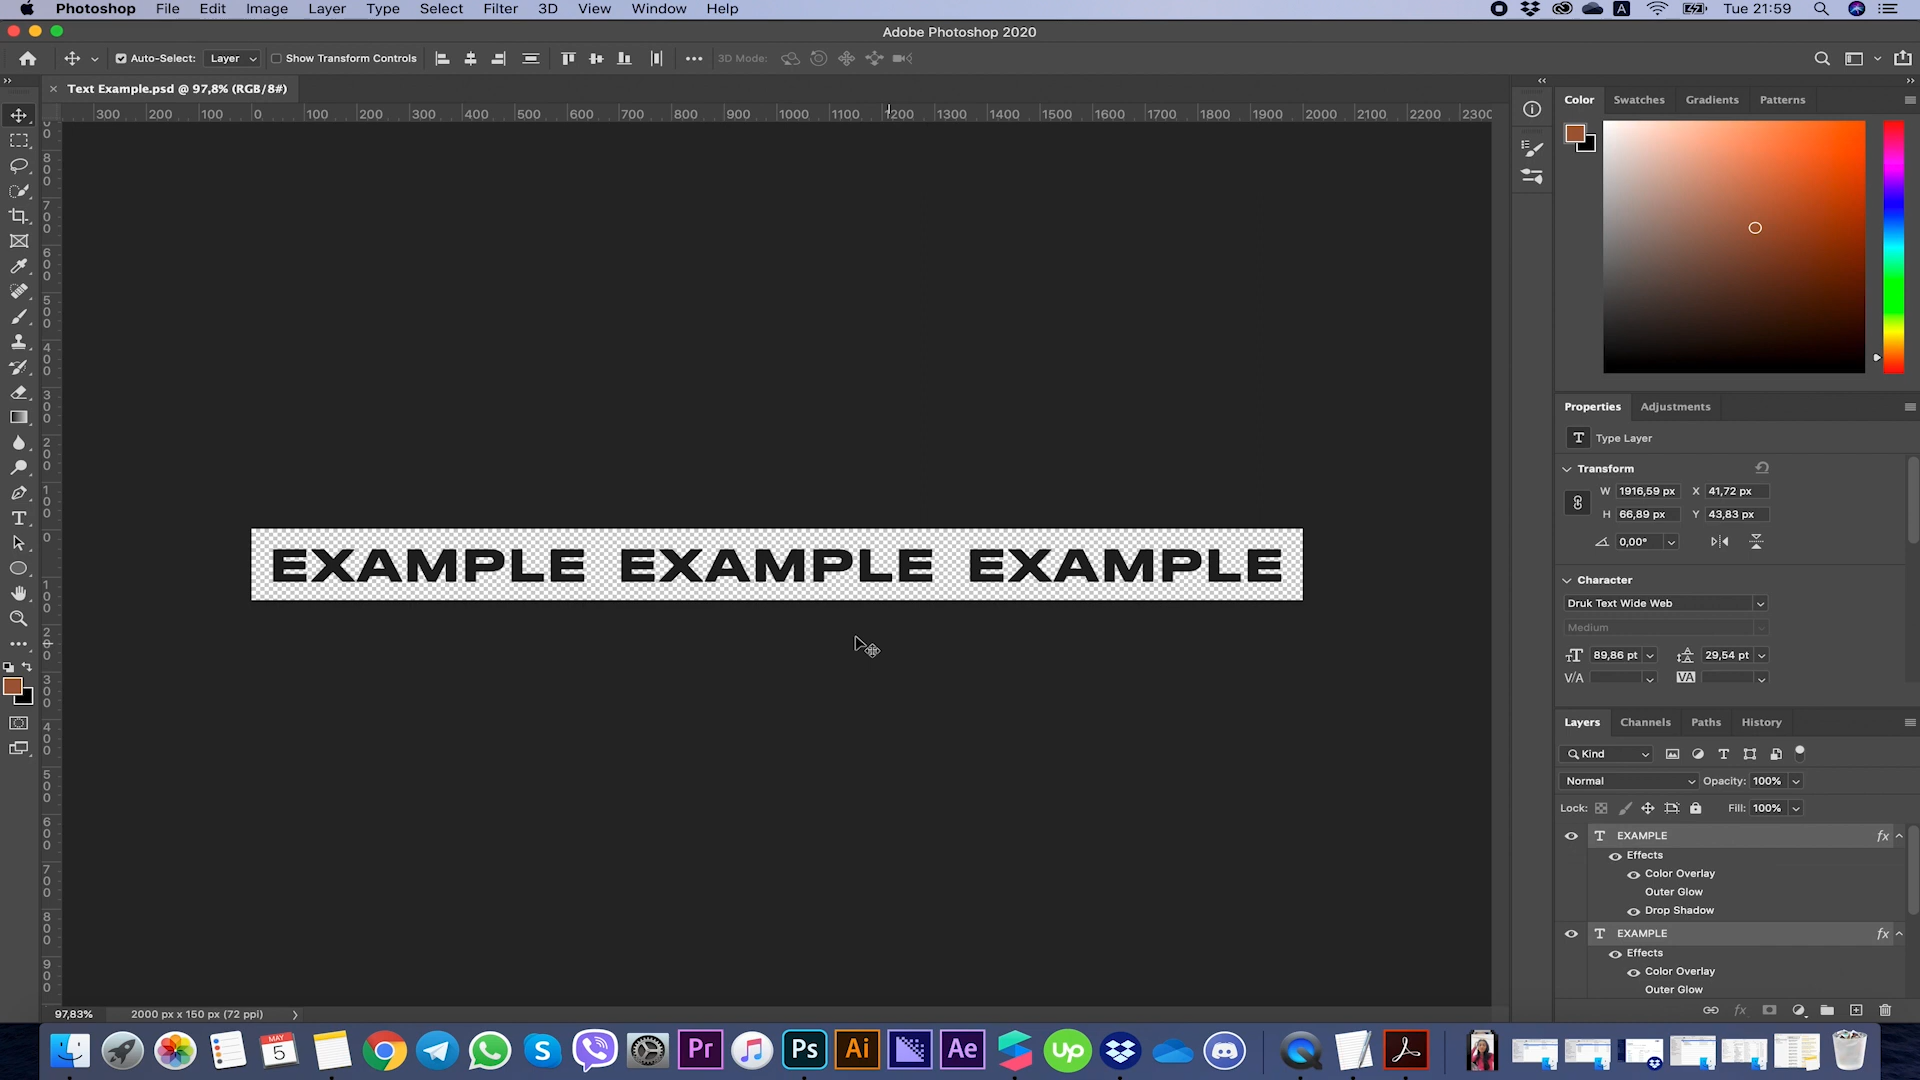 Photoshop File Edit Image Layer Type Select Filter 3D View Window Help A Tue 21:59
Adobe Photoshop 2020
Auto-Select: Layer Show Transform Controls 3D Mode:
Text Example.psd @ 97,8% (RGB/8#)
300 200 100 0 100 200 300 400 500 600 700 800 900 1000 1100 1200 1300 1400 1500 1600 1700 1800 1900 2000 2100 2200 2300
Color Swatches Gradients Patterns
Properties Adjustments
T Type Layer
Transform
W 1916,59 px X 41,72 px
H 66,89 px Y 43,83 px
0,00°
EXAMPLE EXAMPLE EXAMPLE
Character
Druk Text Wide Web
Medium
89,86 pt 29,54 pt
V/A VA
Layers Channels Paths History
Kind
Normal Opacity: 100%
Lock: Fill: 100%
T EXAMPLE fx
Effects
Color Overlay
Outer Glow
Drop Shadow
T EXAMPLE fx
Effects
Color Overlay
Outer Glow
97,83% 2000 px x 150 px (72 ppi)
MAY
5
Pr Ps Ai Ae Up